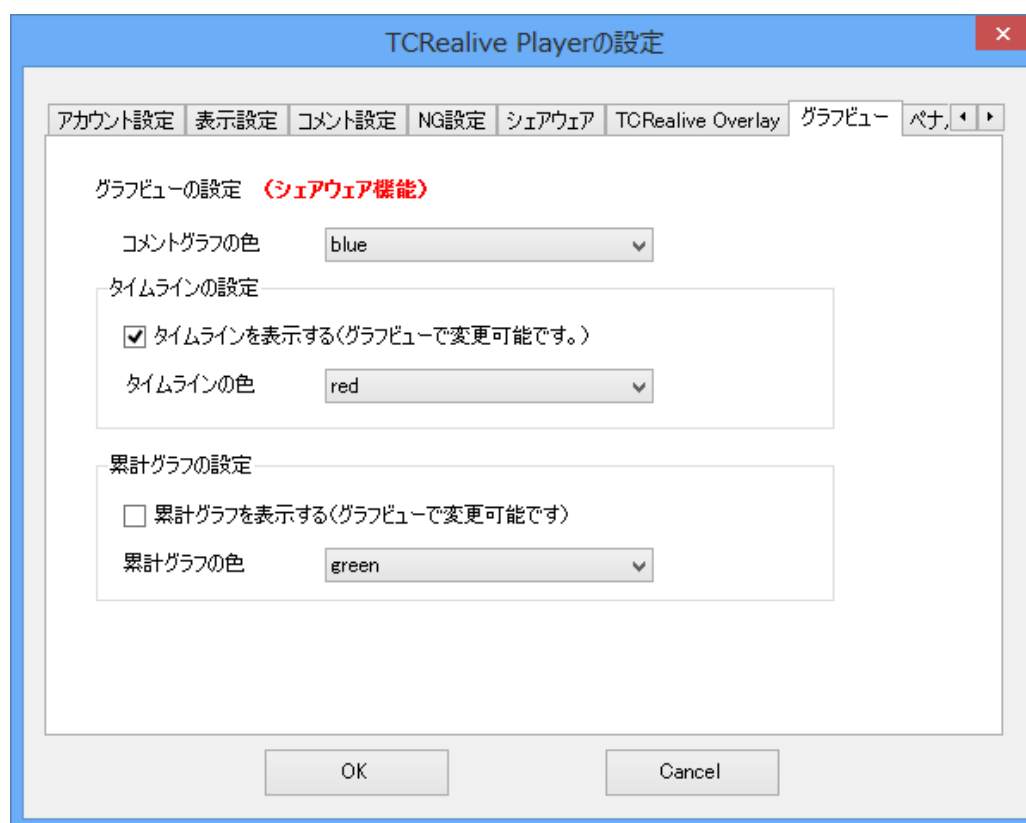 TCRealive Playerの設定
アカウント設定 表示設定 コメント設定 NG設定 シェアウェア TCRealive Overlay グラフビュー ペナ
グラフビューの設定 (シェアウェア機能)
コメントグラフの色 blue
タイムラインの設定
タイムラインを表示する(グラフビューで変更可能です。)
タイムラインの色 red
累計グラフの設定
累計グラフを表示する(グラフビューで変更可能です)
累計グラフの色 green
OK Cancel